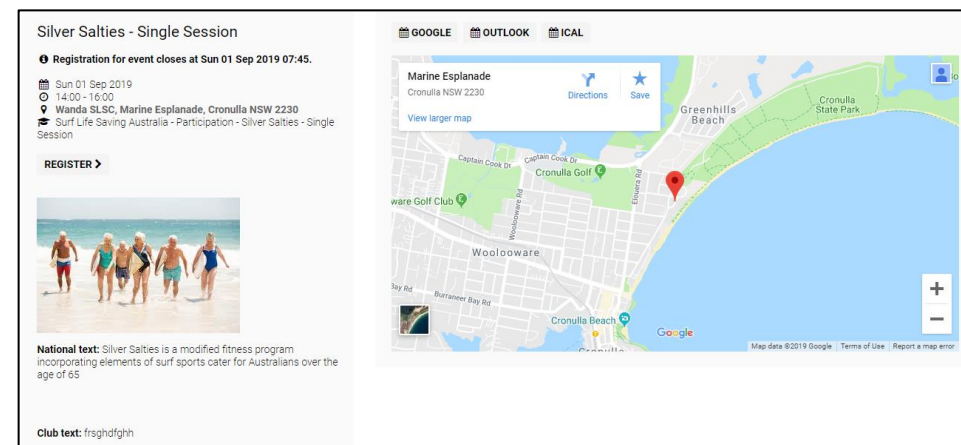 Silver Salties - Single Session
Registration for event closes at Sun 01 Sep 2019 07:45.
Sun 01 Sep 2019
14:00 - 16:00
Wanda SLSC, Marine Esplanade, Cronulla NSW 2230
Surf Life Saving Australia - Participation - Silver Salties - Single
Session
REGISTER
National text: Silver Salties is a modified fitness program
incorporating elements of surf sports cater for Australians over the
age of 65
Club text: frsghdfghh
GOOGLE OUTLOOK ICAL
Marine Esplanade
Cronulla NSW 2230
Directions
Save
View larger map
Greenhills
Beach
Cronulla
State Park
Captain Cook Dr
Captain Cook Dr
Cronulla Golf
Elouera Rd
ware Golf Club
Woolooware Rd
Woolooware
Bay Rd
Burraneer Bay Rd
Cronulla Beach
Cronulla
Google
Map data ©2019 Google Terms of Use Report a map error